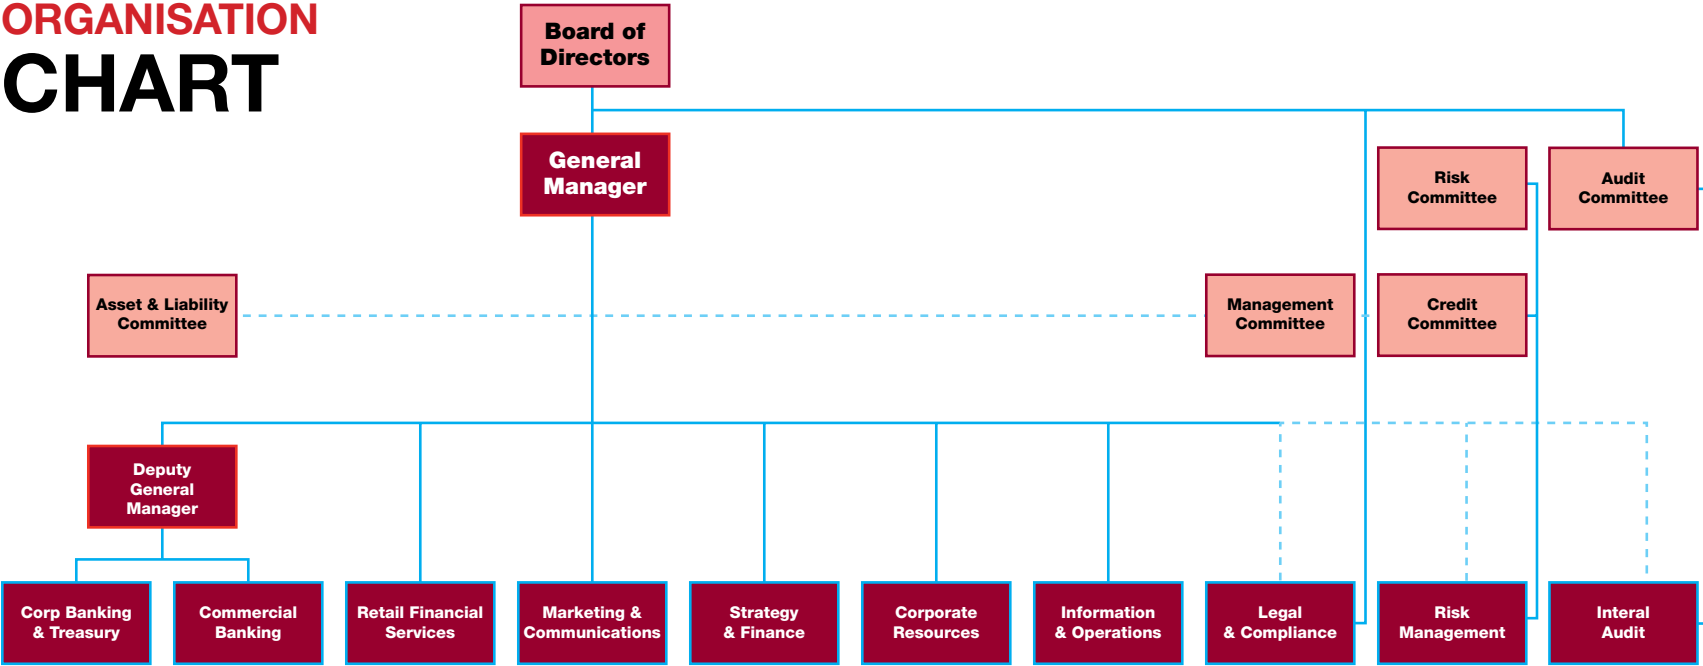 ORGANISATION
CHART
Board of
Directors
General
Manager
Risk
Committee
Audit
Committee
Asset & Liability
Committee
Management
Committee
Credit
Committee
Deputy
General
Manager
Corp Banking
& Treasury
Commercial
Banking
Retail Financial
Services
Marketing &
Communications
Strategy
& Finance
Corporate
Resources
Information
& Operations
Legal
& Compliance
Risk
Management
Interal
Audit